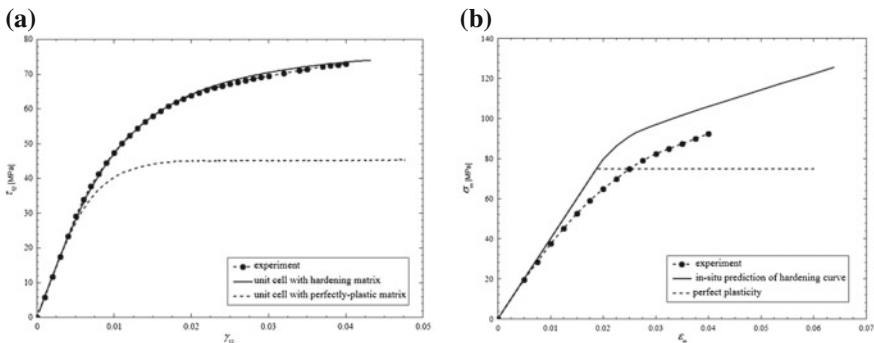 (a)
80
70
60
50
40
30
20
10
0
τ12 [MPa]
experiment
unit cell with hardening matrix
unit cell with perfectly-plastic matrix
0.00
0.01
0.02
0.03
0.04
0.05
γ12
(b)
140
120
100
80
60
40
20
0
σm [MPa]
experiment
in-situ prediction of hardening curve
perfect plasticity
0.00
0.01
0.02
0.03
0.04
0.05
0.06
0.07
εm